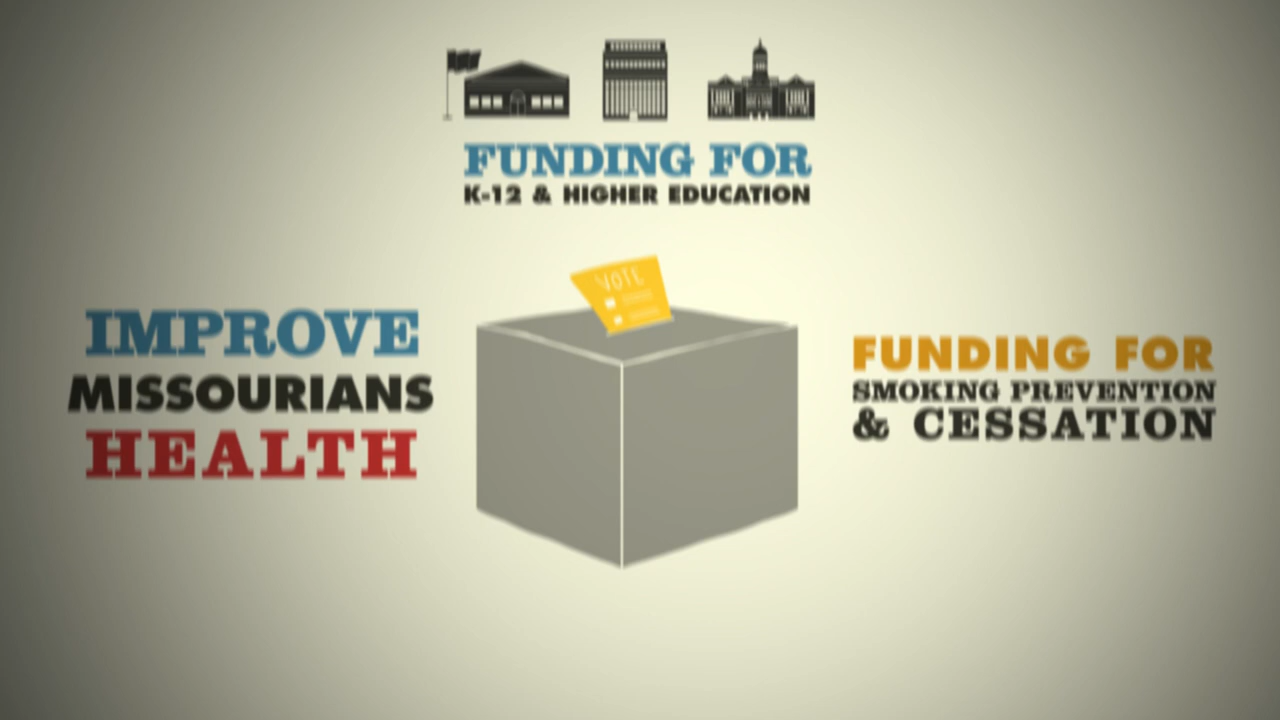 FUNDING FOR
K-12 & HIGHER EDUCATION
VOTE
IMPROVE
MISSOURIANS
HEALTH
FUNDING FOR
SMOKING PREVENTION
& CESSATION